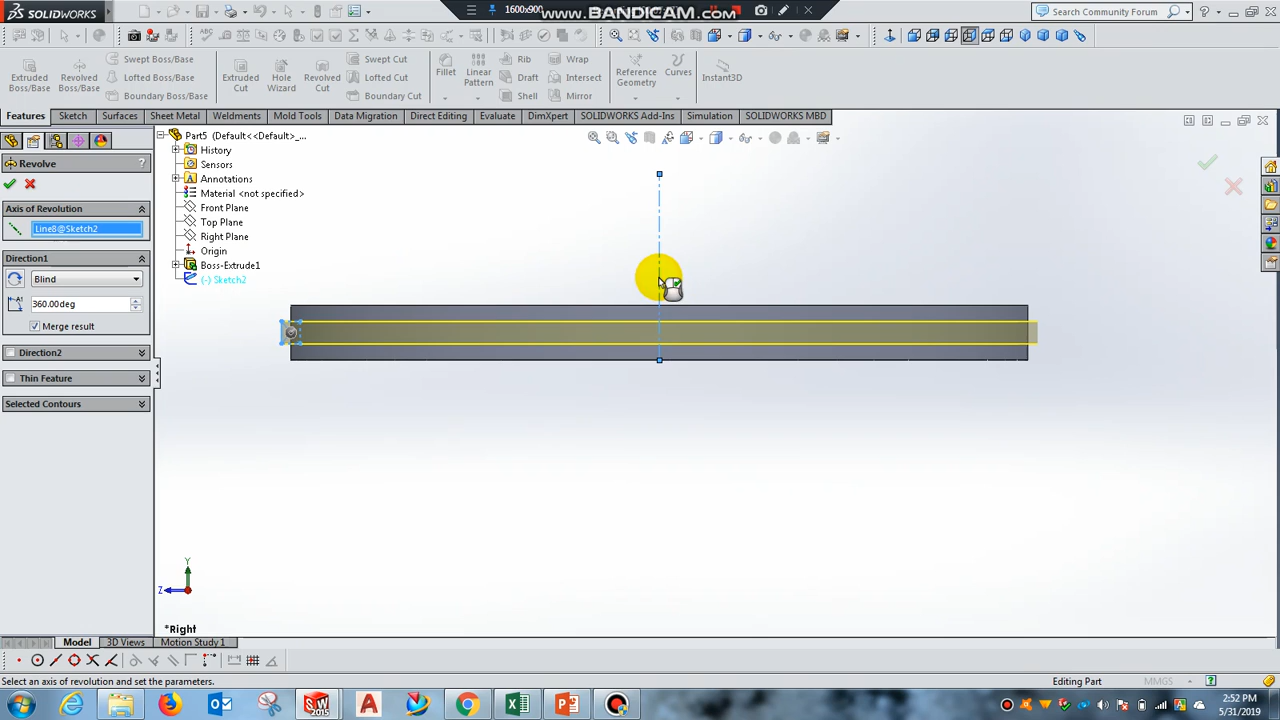 SOLIDWORKS
1600x900
www.BANDICAM.com
Search Community Forum
Extruded Boss/Base
Revolved Boss/Base
Swept Boss/Base
Lofted Boss/Base
Boundary Boss/Base
Extruded Cut
Hole Wizard
Revolved Cut
Swept Cut
Lofted Cut
Boundary Cut
Fillet
Linear Pattern
Rib
Draft
Shell
Wrap
Intersect
Mirror
Reference Geometry
Curves
Instant3D
Features
Sketch
Surfaces
Sheet Metal
Weldments
Mold Tools
Data Migration
Direct Editing
Evaluate
DimXpert
SOLIDWORKS Add-Ins
Simulation
SOLIDWORKS MBD
Revolve
?
Axis of Revolution
Line8@Sketch2
Direction1
Blind
360.00deg
Merge result
Direction2
Thin Feature
Selected Contours
Part5 (Default<<Default>_...
History
Sensors
Annotations
Material <not specified>
Front Plane
Top Plane
Right Plane
Origin
Boss-Extrude1
(-) Sketch2
Y
Z
*Right
Model
3D Views
Motion Study 1
Select an axis of revolution and set the parameters.
Editing Part
MMGS
2:52 PM
5/31/2019